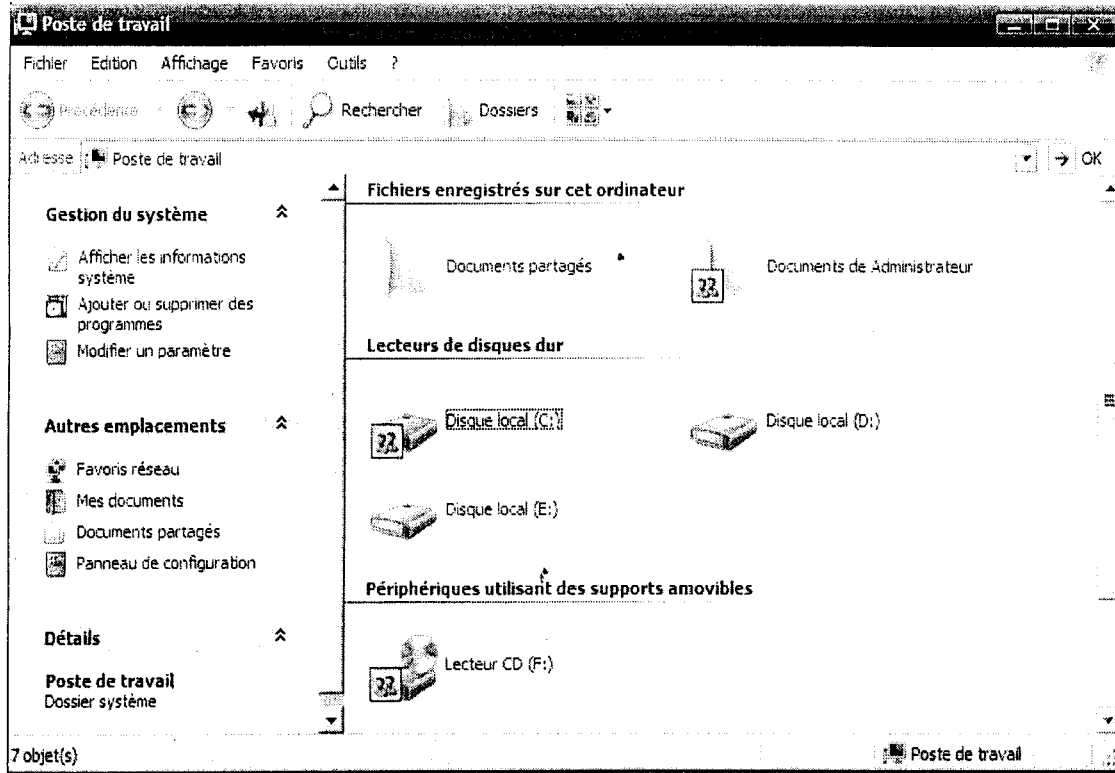 Poste de travail
Fichier Edition Affichage Favoris Outils ?
Précédente Rechercher Dossiers
Adresse Poste de travail OK
Gestion du système
Afficher les informations
système
Ajouter ou supprimer des
programmes
Modifier un paramètre
Autres emplacements
Favoris réseau
Mes documents
Documents partagés
Panneau de configuration
Détails
Poste de travail
Dossier système
Fichiers enregistrés sur cet ordinateur
Documents partagés
Documents de Administrateur
Lecteurs de disques dur
Disque local (C:)
Disque local (D:)
Disque local (E:)
Périphériques utilisant des supports amovibles
Lecteur CD (F:)
7 objet(s)
Poste de travail